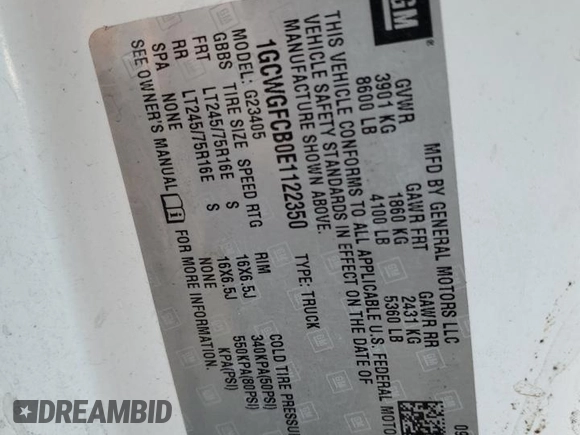 GM
MFD BY GENERAL MOTORS LLC
GVWR GAWR FRT GAWR RR
3901 KG 1860 KG 2431 KG
8600 LB 4100 LB 5360 LB
THIS VEHICLE CONFORMS TO ALL APPLICABLE U.S. FEDERAL MOTO
VEHICLE SAFETY STANDARDS IN EFFECT ON THE DATE OF
MANUFACTURE SHOWN ABOVE.
1GCWGFCB0E1122350 TYPE: TRUCK
MODEL: G23405
GBBS TIRE SIZE SPEED RTG RIM COLD TIRE PRESSU
FRT LT245/75R16E S 16X6.5J 340KPA(50PSI)
RR LT245/75R16E S 16X6.5J 550KPA(80PSI)
SPA NONE NONE KPA(PSI)
SEE OWNER'S MANUAL FOR MORE INFORMATION.
DREAMBID